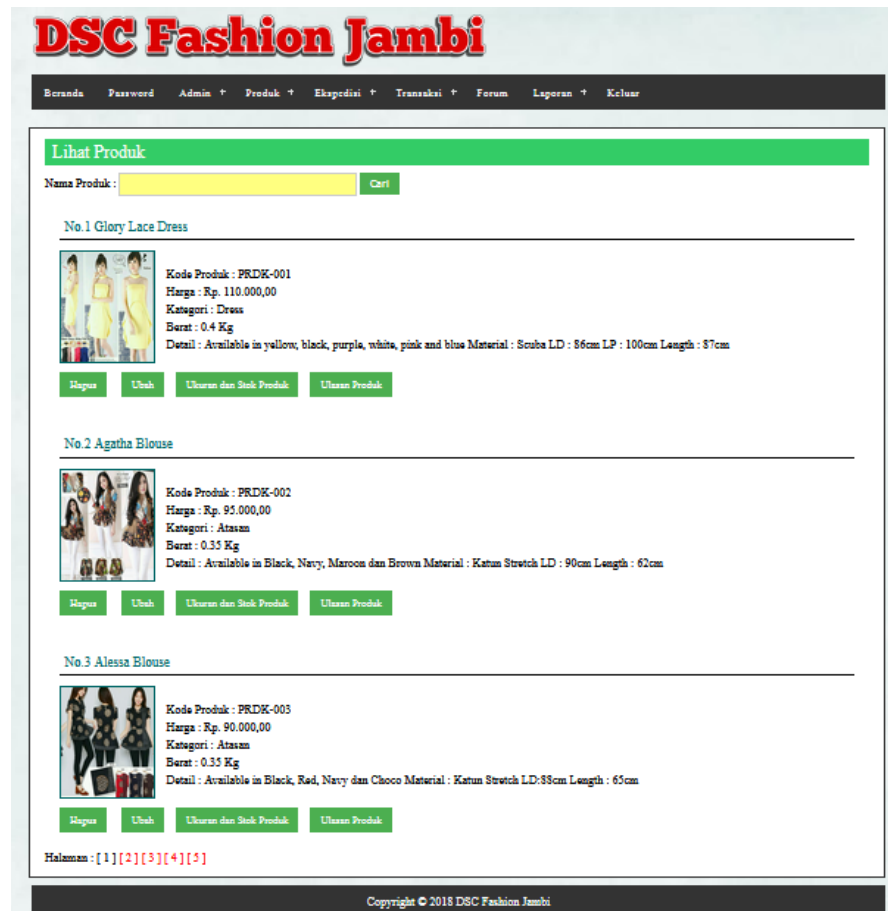 DSC Fashion Jambi
Beranda Password Admin + Produk + Ekspedisi + Transaksi + Forum Laporan + Keluar
Lihat Produk
Nama Produk : Cari
No.1 Glory Lace Dress
Kode Produk : PRDK-001
Harga : Rp. 110.000,00
Kategori : Dress
Berat : 0.4 Kg
Detail : Available in yellow, black, purple, white, pink and blue Material : Scuba LD : 86cm LP : 100cm Length : 87cm
Hapus Ubah Ukuran dan Stok Produk Ulasan Produk
No.2 Agatha Blouse
Kode Produk : PRDK-002
Harga : Rp. 95.000,00
Kategori : Atasan
Berat : 0.35 Kg
Detail : Available in Black, Navy, Maroon dan Brown Material : Katun Stretch LD : 90cm Length : 62cm
Hapus Ubah Ukuran dan Stok Produk Ulasan Produk
No.3 Alessa Blouse
Kode Produk : PRDK-003
Harga : Rp. 90.000,00
Kategori : Atasan
Berat : 0.35 Kg
Detail : Available in Black, Red, Navy dan Choco Material : Katun Stretch LD:88cm Length : 65cm
Hapus Ubah Ukuran dan Stok Produk Ulasan Produk
Halaman : [ 1 ] [ 2 ] [ 3 ] [ 4 ] [ 5 ]
Copyright © 2018 DSC Fashion Jambi